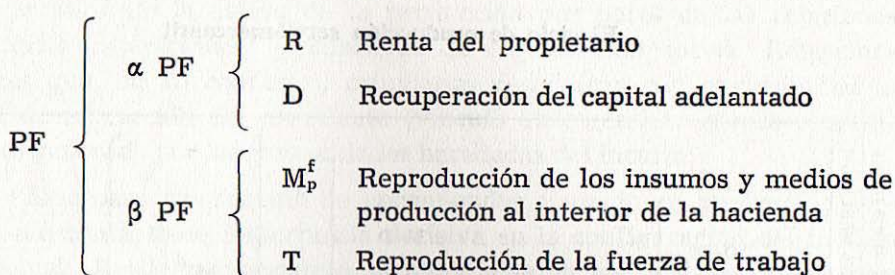 R Renta del propietario
α PF
D Recuperación del capital adelantado
PF
M_p^f Reproducción de los insumos y medios de
producción al interior de la hacienda
β PF
T Reproducción de la fuerza de trabajo